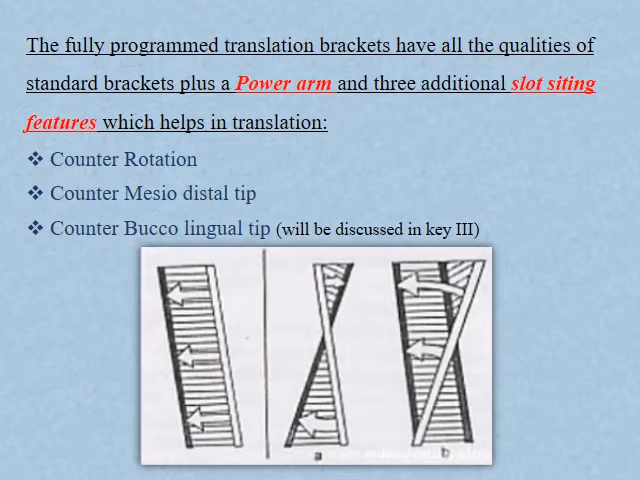 The fully programmed translation brackets have all the qualities of
standard brackets plus a Power arm and three additional slot siting
features which helps in translation:
❖ Counter Rotation
❖ Counter Mesio distal tip
❖ Counter Bucco lingual tip (will be discussed in key III)
a b